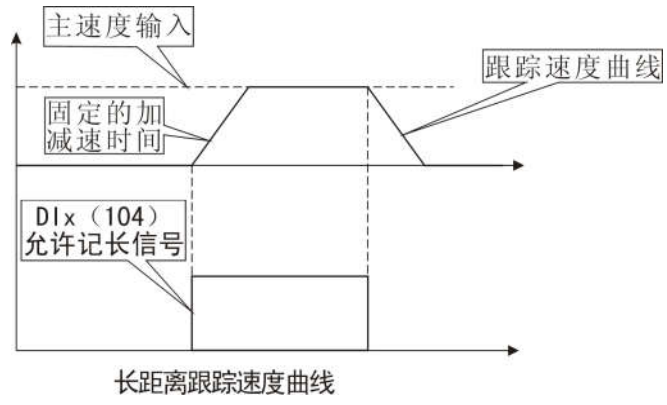 主速度输入
跟踪速度曲线
固定的加
减速时间
DIx（104）
允许记长信号
长距离跟踪速度曲线